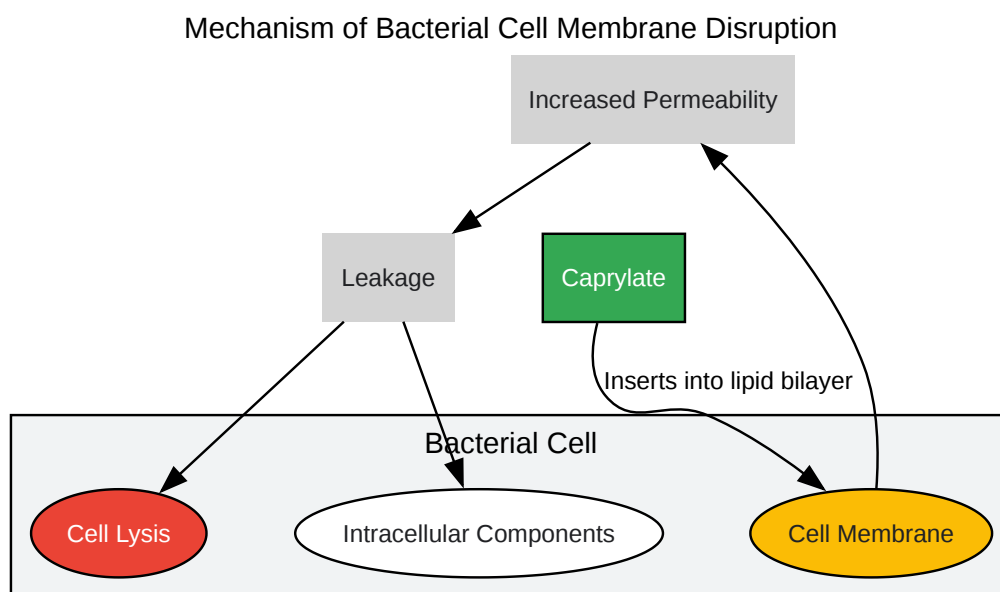 Mechanism of Bacterial Cell Membrane Disruption
Increased Permeability
Leakage
Caprylate
Inserts into lipid bilayer
Bacterial Cell
Cell Lysis
Intracellular Components
Cell Membrane